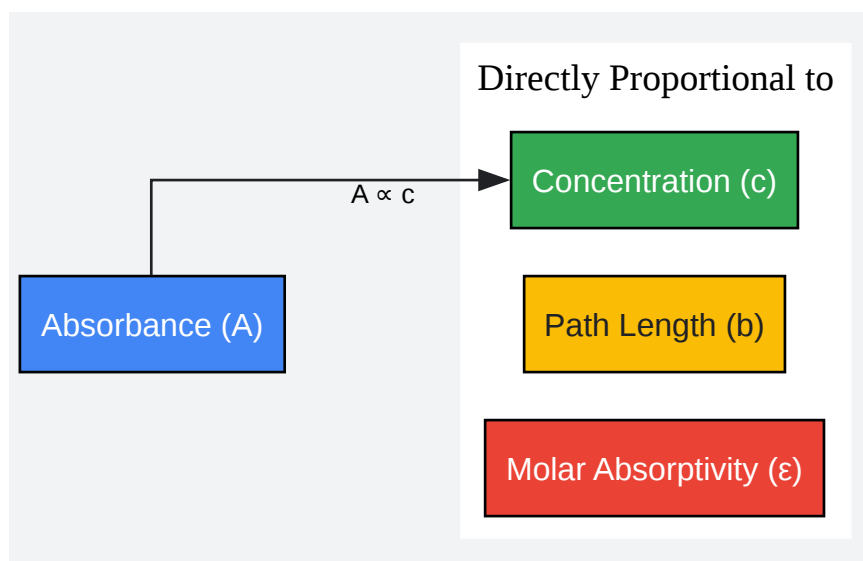 Directly Proportional to
Concentration (c)
A ∝ c
Absorbance (A)
Path Length (b)
Molar Absorptivity (ε)